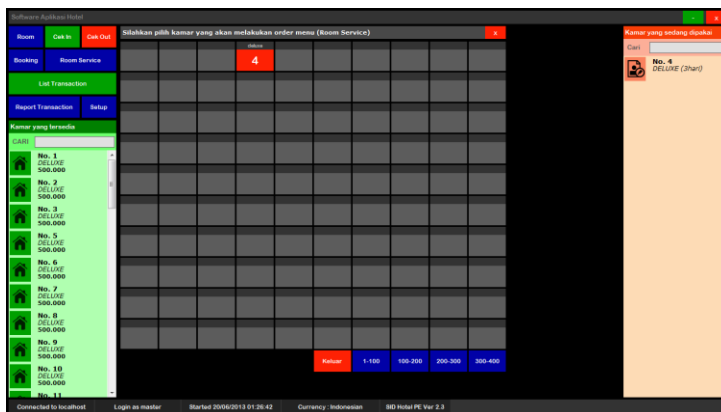 Software Aplikasi Hotel
- x
Room Cek In Cek Out
Booking Room Service
List Transaction
Report Transaction Setup
Kamar yang tersedia
CARI
No. 1
DELUXE
500.000
No. 2
DELUXE
500.000
No. 3
DELUXE
500.000
No. 5
DELUXE
500.000
No. 6
DELUXE
500.000
No. 7
DELUXE
500.000
No. 8
DELUXE
500.000
No. 9
DELUXE
500.000
No. 10
DELUXE
500.000
No. 11
Silahkan pilih kamar yang akan melakukan order menu (Room Service) x
deluxe
4
Keluar 1-100 100-200 200-300 300-400
Kamar yang sedang dipakai
Cari
No. 4
DELUXE (3hari)
Connected to localhost Login as master Started 20/06/2013 01:26:42 Currency : Indonesian SID Hotel PE Ver 2.3